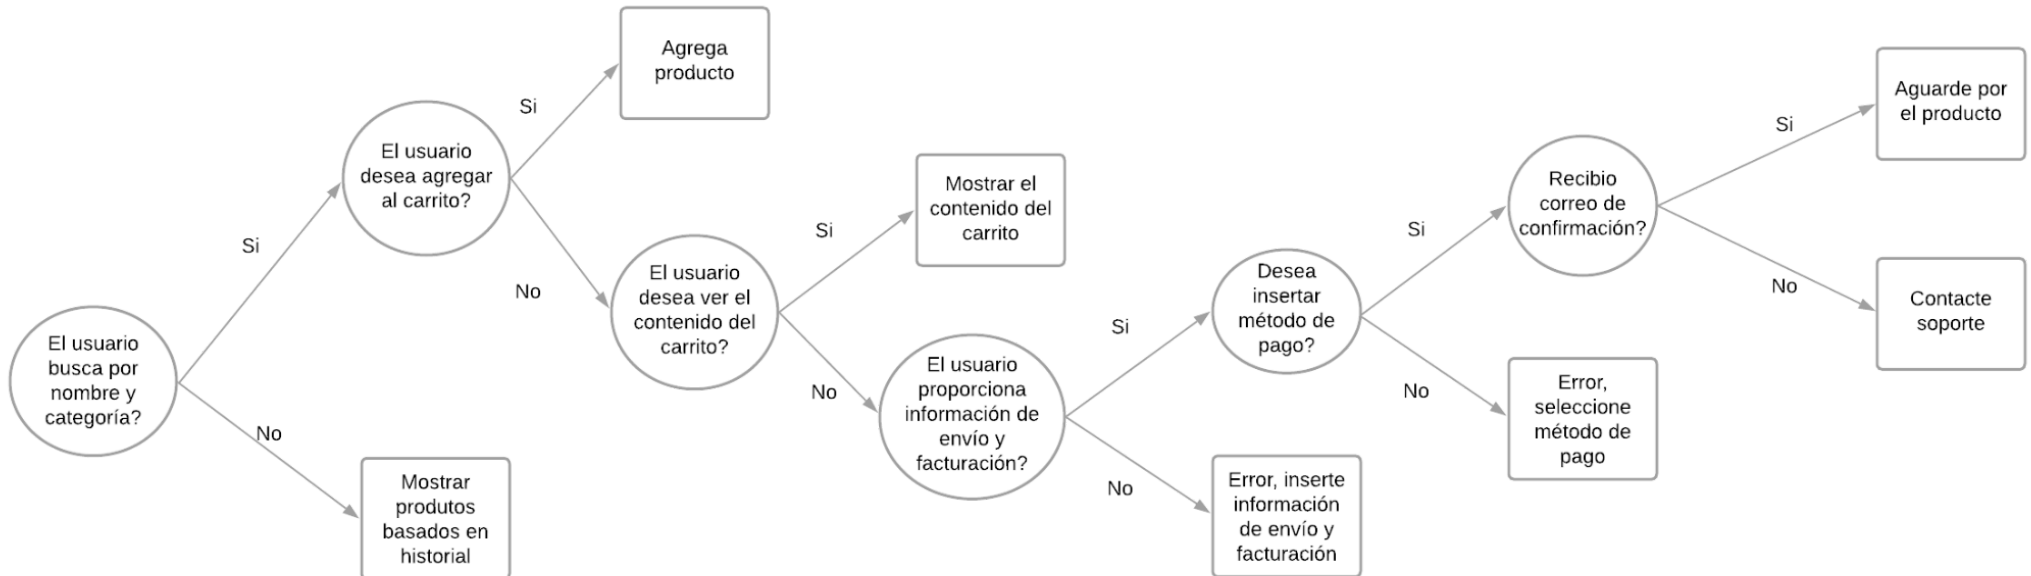 Agrega
producto
El usuario
desea agregar
al carrito?
Si
Si
No
El usuario
busca por
nombre y
categoría?
No
Mostrar
produtos
basados en
historial
El usuario
desea ver el
contenido del
carrito?
Si
No
Mostrar el
contenido del
carrito
El usuario
proporciona
información de
envío y
facturación?
Si
No
Error, inserte
información
de envío y
facturación
Desea
insertar
método de
pago?
Si
No
Error,
seleccione
método de
pago
Recibio
correo de
confirmación?
Si
No
Aguarde por
el producto
Contacte
soporte